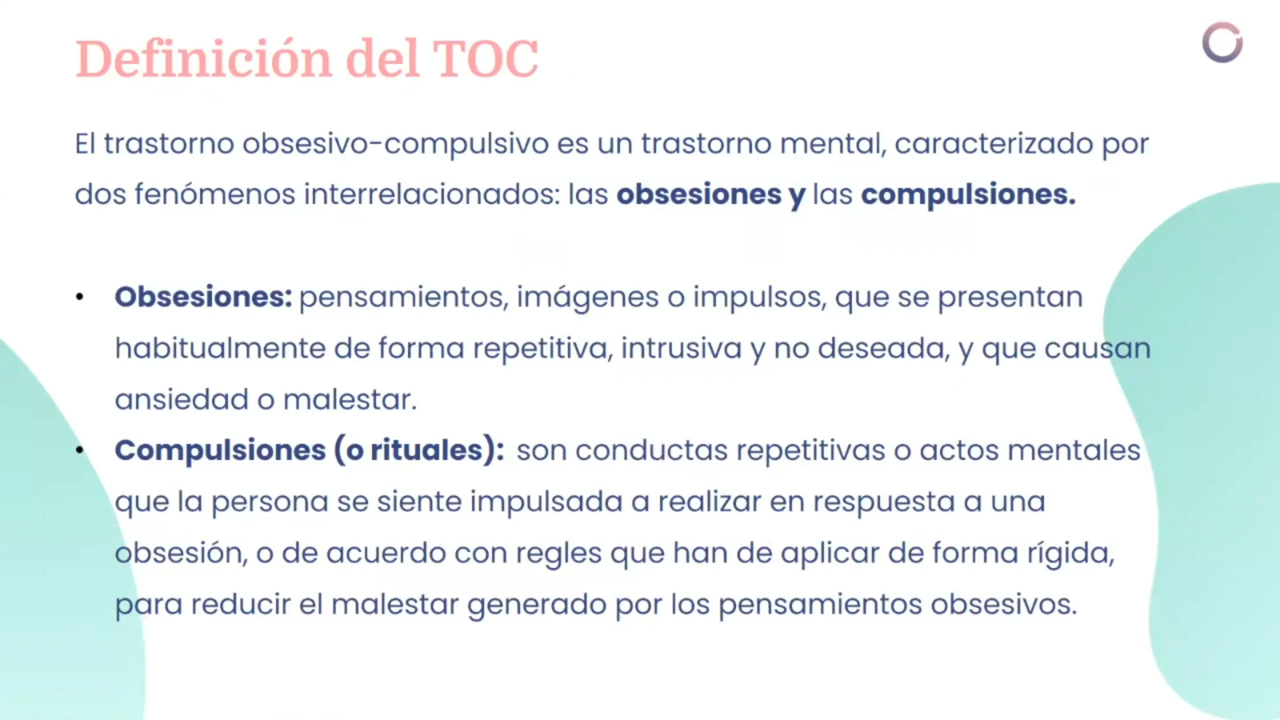 Definición del TOC
El trastorno obsesivo-compulsivo es un trastorno mental, caracterizado por
dos fenómenos interrelacionados: las obsesiones y las compulsiones.
• Obsesiones: pensamientos, imágenes o impulsos, que se presentan
habitualmente de forma repetitiva, intrusiva y no deseada, y que causan
ansiedad o malestar.
• Compulsiones (o rituales): son conductas repetitivas o actos mentales
que la persona se siente impulsada a realizar en respuesta a una
obsesión, o de acuerdo con regles que han de aplicar de forma rígida,
para reducir el malestar generado por los pensamientos obsesivos.